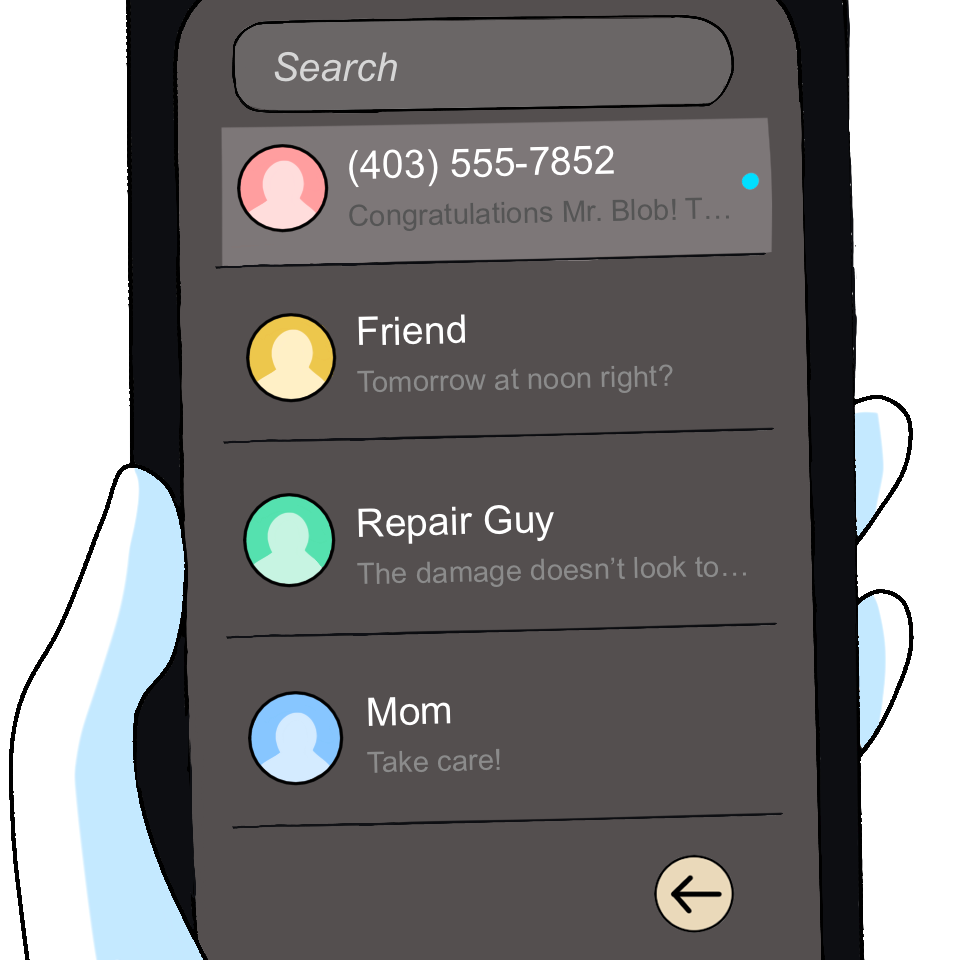 Search
(403) 555-7852
Congratulations Mr. Blob! T...
Friend
Tomorrow at noon right?
Repair Guy
The damage doesn’t look to...
Mom
Take care!